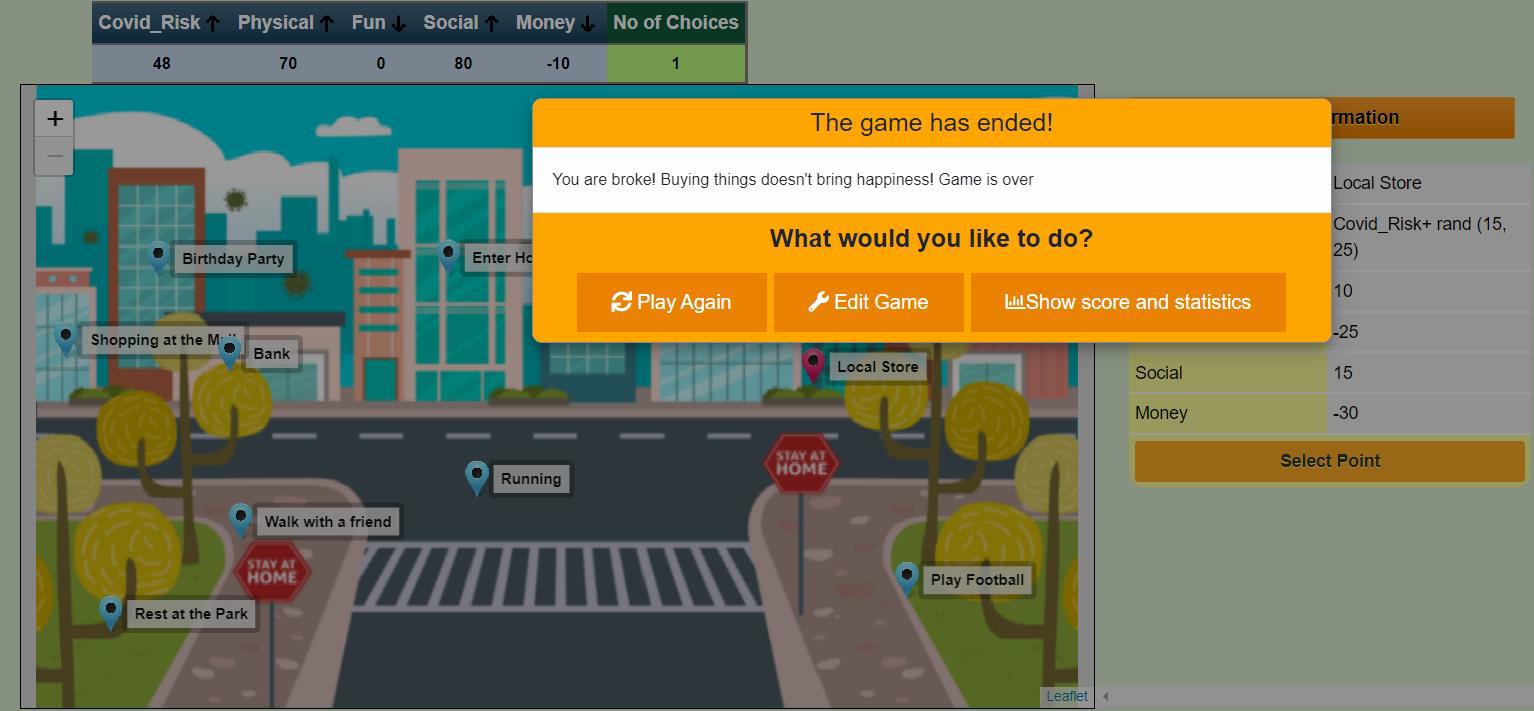 Covid_Risk Physical Fun Social Money No of Choices
48 70 0 80 -10 1
+
−
The game has ended!
You are broke! Buying things doesn't bring happiness! Game is over
What would you like to do?
Play Again Edit Game Show score and statistics
rmation
Local Store
Covid_Risk+ rand (15,
25)
10
-25
Social 15
Money -30
Select Point
Birthday Party
Enter Ho
Shopping at the M
Bank
Local Store
STAY AT
HOME
Running
Walk with a friend
STAY AT
HOME
Play Football
Rest at the Park
Leaflet